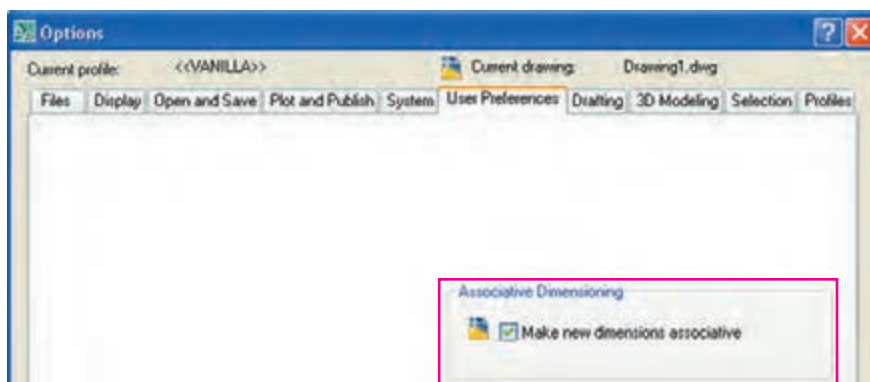 Options
Current profile: <<VANILLA>> Current drawing: Drawing1.dwg
Files Display Open and Save Plot and Publish System User Preferences Drafting 3D Modeling Selection Profiles
Associative Dimensioning
Make new dimensions associative